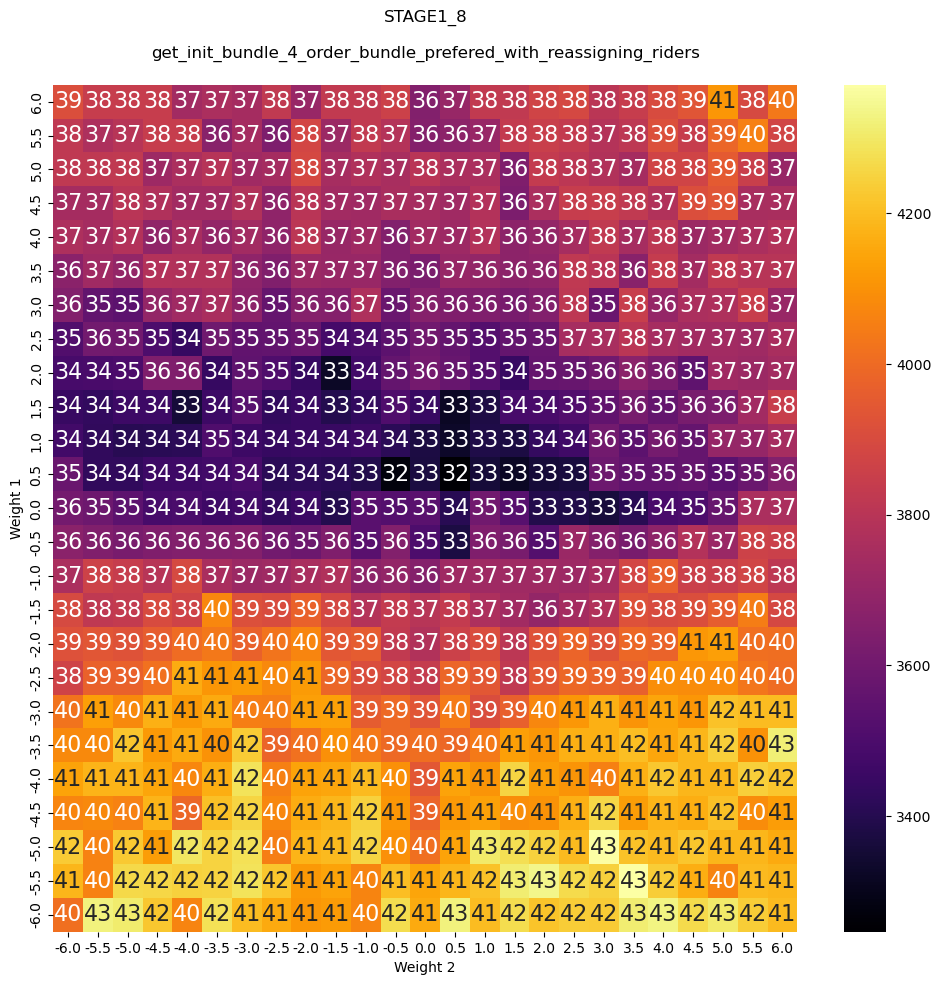 STAGE1_8
get_init_bundle_4_order_bundle_prefered_with_reassigning_riders
6.0 39 38 38 38 37 37 37 38 37 38 38 38 36 37 38 38 38 38 38 38 38 39 41 38 40
5.5 38 37 37 38 38 36 37 36 38 37 38 37 36 36 37 38 38 38 37 38 39 38 39 40 38
5.0 38 38 38 37 37 37 37 37 38 37 37 37 38 37 37 36 38 38 37 37 38 38 39 38 37
4.5 37 37 38 37 37 37 37 36 38 37 37 37 37 37 37 36 37 38 38 38 37 39 39 37 37
4.0 37 37 37 36 37 36 37 36 38 37 37 36 37 37 37 36 36 37 38 37 38 37 37 37 37
3.5 36 37 36 37 37 37 36 36 37 37 37 36 36 37 36 36 36 38 38 36 38 37 38 37 37
3.0 36 35 35 36 37 37 36 35 36 36 37 35 36 36 36 36 36 38 35 38 36 37 37 38 37
2.5 35 36 35 35 34 36 35 35 35 34 34 35 35 35 35 35 35 37 37 38 37 37 37 37 37
2.0 34 34 35 36 36 34 35 35 34 33 34 35 36 35 35 34 35 35 36 36 36 35 37 37 37
1.5 34 34 34 34 33 34 35 34 34 33 34 35 34 33 33 34 34 35 35 36 35 36 36 37 38
1.0 34 34 34 34 34 35 34 34 34 34 34 34 33 33 33 33 34 34 36 35 36 35 37 37 37
0.5 35 34 34 34 34 34 34 34 34 34 33 32 33 32 33 33 33 33 35 35 35 35 35 35 36
0.0 36 35 35 34 34 34 34 34 34 33 35 35 35 34 35 35 33 33 33 34 34 35 35 37 37
-0.5 36 36 36 36 36 36 36 36 35 36 35 36 35 33 36 36 35 37 36 36 36 37 37 38 38
-1.0 37 38 38 37 38 37 37 37 37 37 36 36 36 37 37 37 37 37 37 38 39 38 38 38 38
-1.5 38 38 38 38 38 40 39 39 39 38 37 38 37 38 37 37 36 37 37 39 38 39 39 40 38
-2.0 39 39 39 39 40 40 39 40 40 39 39 38 37 38 39 38 39 39 39 39 39 41 41 40 40
-2.5 38 39 39 40 41 41 41 40 41 39 39 38 38 39 39 38 39 39 39 39 40 40 40 40 40
-3.0 40 41 40 41 41 41 40 40 41 41 39 39 39 40 39 39 40 41 41 41 41 41 42 41 41
-3.5 40 40 42 41 41 40 42 39 40 40 40 39 40 39 40 41 41 41 41 42 41 41 42 40 43
-4.0 41 41 41 41 40 41 42 40 41 41 41 40 39 41 41 42 41 41 40 41 42 41 41 42 42
-4.5 40 40 40 41 39 42 42 40 41 41 42 41 39 41 41 40 41 41 42 41 41 41 42 40 41
-5.0 42 40 42 41 42 42 42 40 41 41 42 40 40 41 43 42 42 41 43 42 41 42 41 41 41
-5.5 41 40 42 42 42 42 42 42 41 41 40 41 41 41 42 43 43 42 42 43 42 41 40 41 41
-6.0 40 43 43 42 40 42 41 41 41 41 40 42 41 43 41 42 42 42 42 43 43 42 43 42 41
-6.0 -5.5 -5.0 -4.5 -4.0 -3.5 -3.0 -2.5 -2.0 -1.5 -1.0 -0.5 0.0 0.5 1.0 1.5 2.0 2.5 3.0 3.5 4.0 4.5 5.0 5.5 6.0
Weight 2
Weight 1
4200
4000
3800
3600
3400